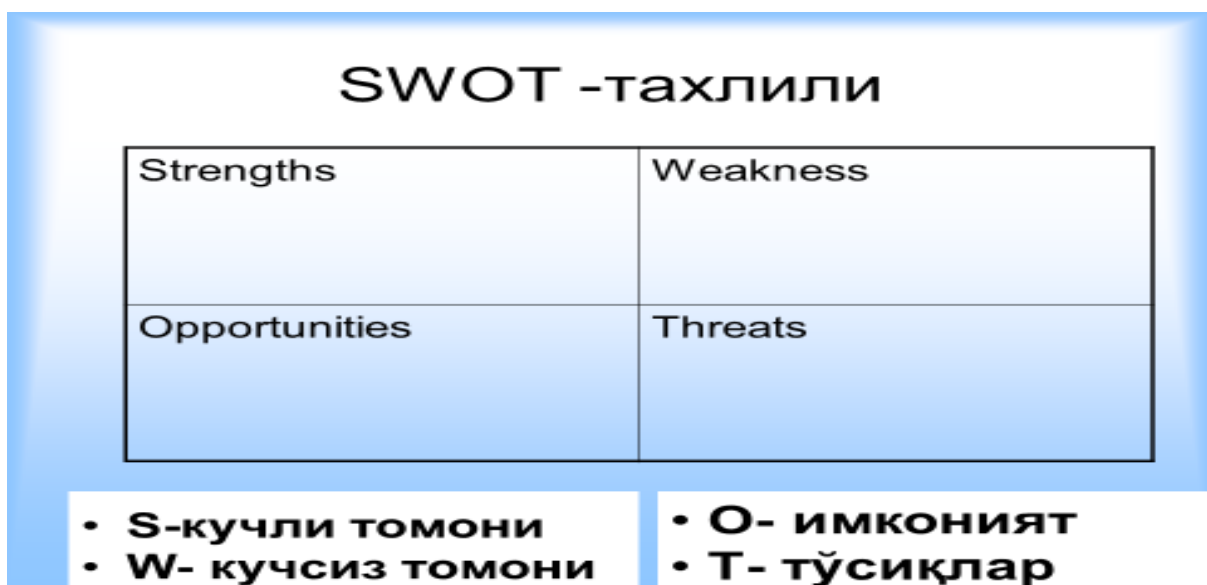 SWOT -тахлили
Strengths
Weakness
Opportunities
Threats
• S-кучли томони
• W- кучсиз томони
• O- имконият
• T- тўсиқлар